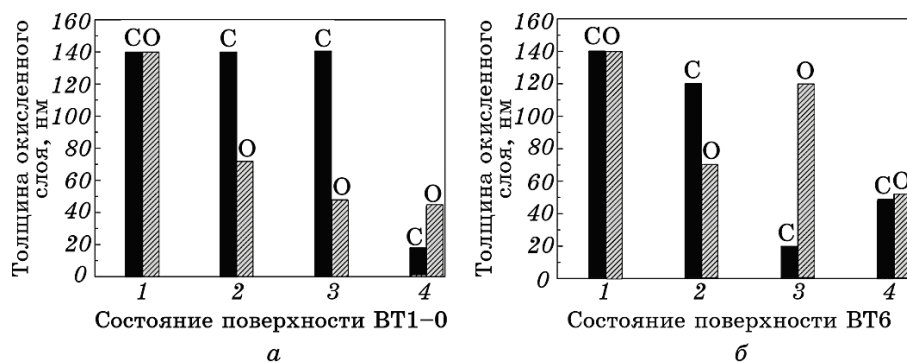 Толщина окисленного
слоя, нм
160
140
120
100
80
60
40
20
0
CO
C
O
C
O
C
O
1 2 3 4
Состояние поверхности ВТ1–0
а
Толщина окисленного
слоя, нм
160
140
120
100
80
60
40
20
0
CO
C
O
C
O
C
O
1 2 3 4
Состояние поверхности ВТ6
б